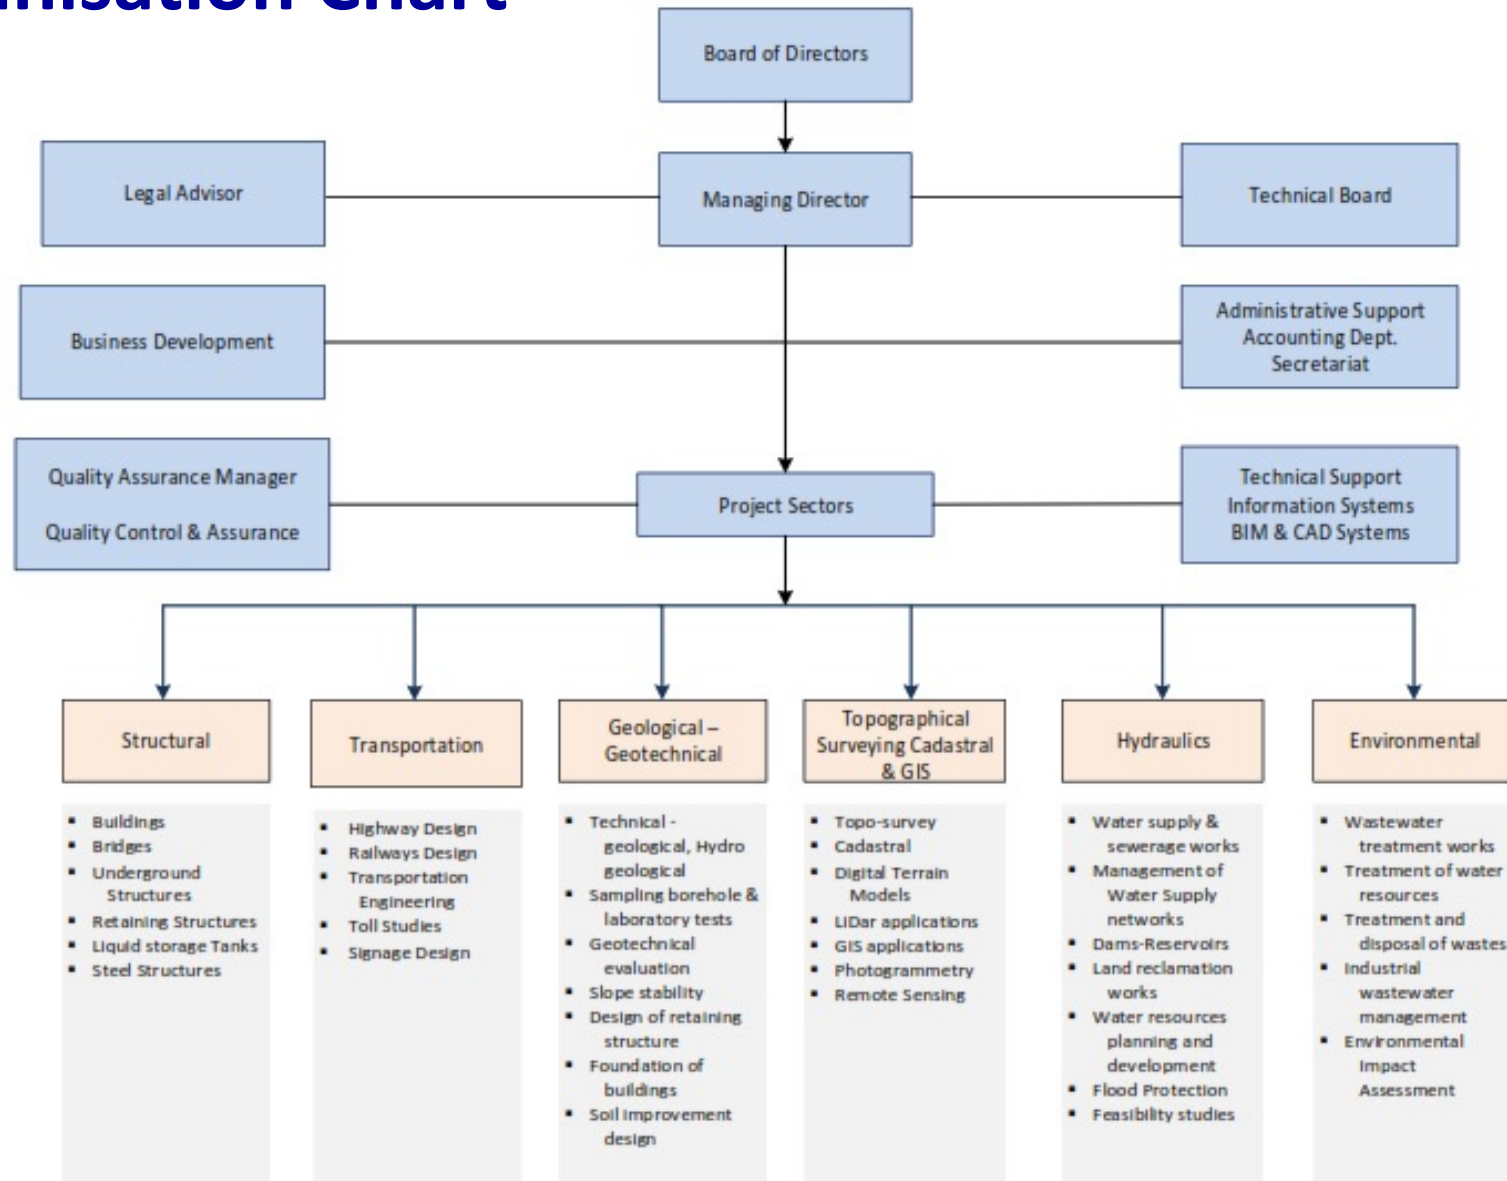 Chart
Board of Directors
Legal Advisor
Managing Director
Technical Board
Business Development
Administrative Support
Accounting Dept.
Secretariat
Quality Assurance Manager
Quality Control & Assurance
Project Sectors
Technical Support
Information Systems
BIM & CAD Systems
Structural
▪ Buildings
▪ Bridges
▪ Underground
Structures
▪ Retaining Structures
▪ Liquid storage Tanks
▪ Steel Structures
Transportation
▪ Highway Design
▪ Railways Design
▪ Transportation
Engineering
▪ Toll Studies
▪ Signage Design
Geological –
Geotechnical
▪ Technical -
geological, Hydro
geological
▪ Sampling borehole &
laboratory tests
▪ Geotechnical
evaluation
▪ Slope stability
▪ Design of retaining
structure
▪ Foundation of
buildings
▪ Soil improvement
design
Topographical
Surveying Cadastral
& GIS
▪ Topo-survey
▪ Cadastral
▪ Digital Terrain
Models
▪ LiDar applications
▪ GIS applications
▪ Photogrammetry
▪ Remote Sensing
Hydraulics
▪ Water supply &
sewerage works
▪ Management of
Water Supply
networks
▪ Dams-Reservoirs
▪ Land reclamation
works
▪ Water resources
planning and
development
▪ Flood Protection
▪ Feasibility studies
Environmental
▪ Wastewater
treatment works
▪ Treatment of water
resources
▪ Treatment and
disposal of wastes
▪ Industrial
wastewater
management
▪ Environmental
Impact
Assessment